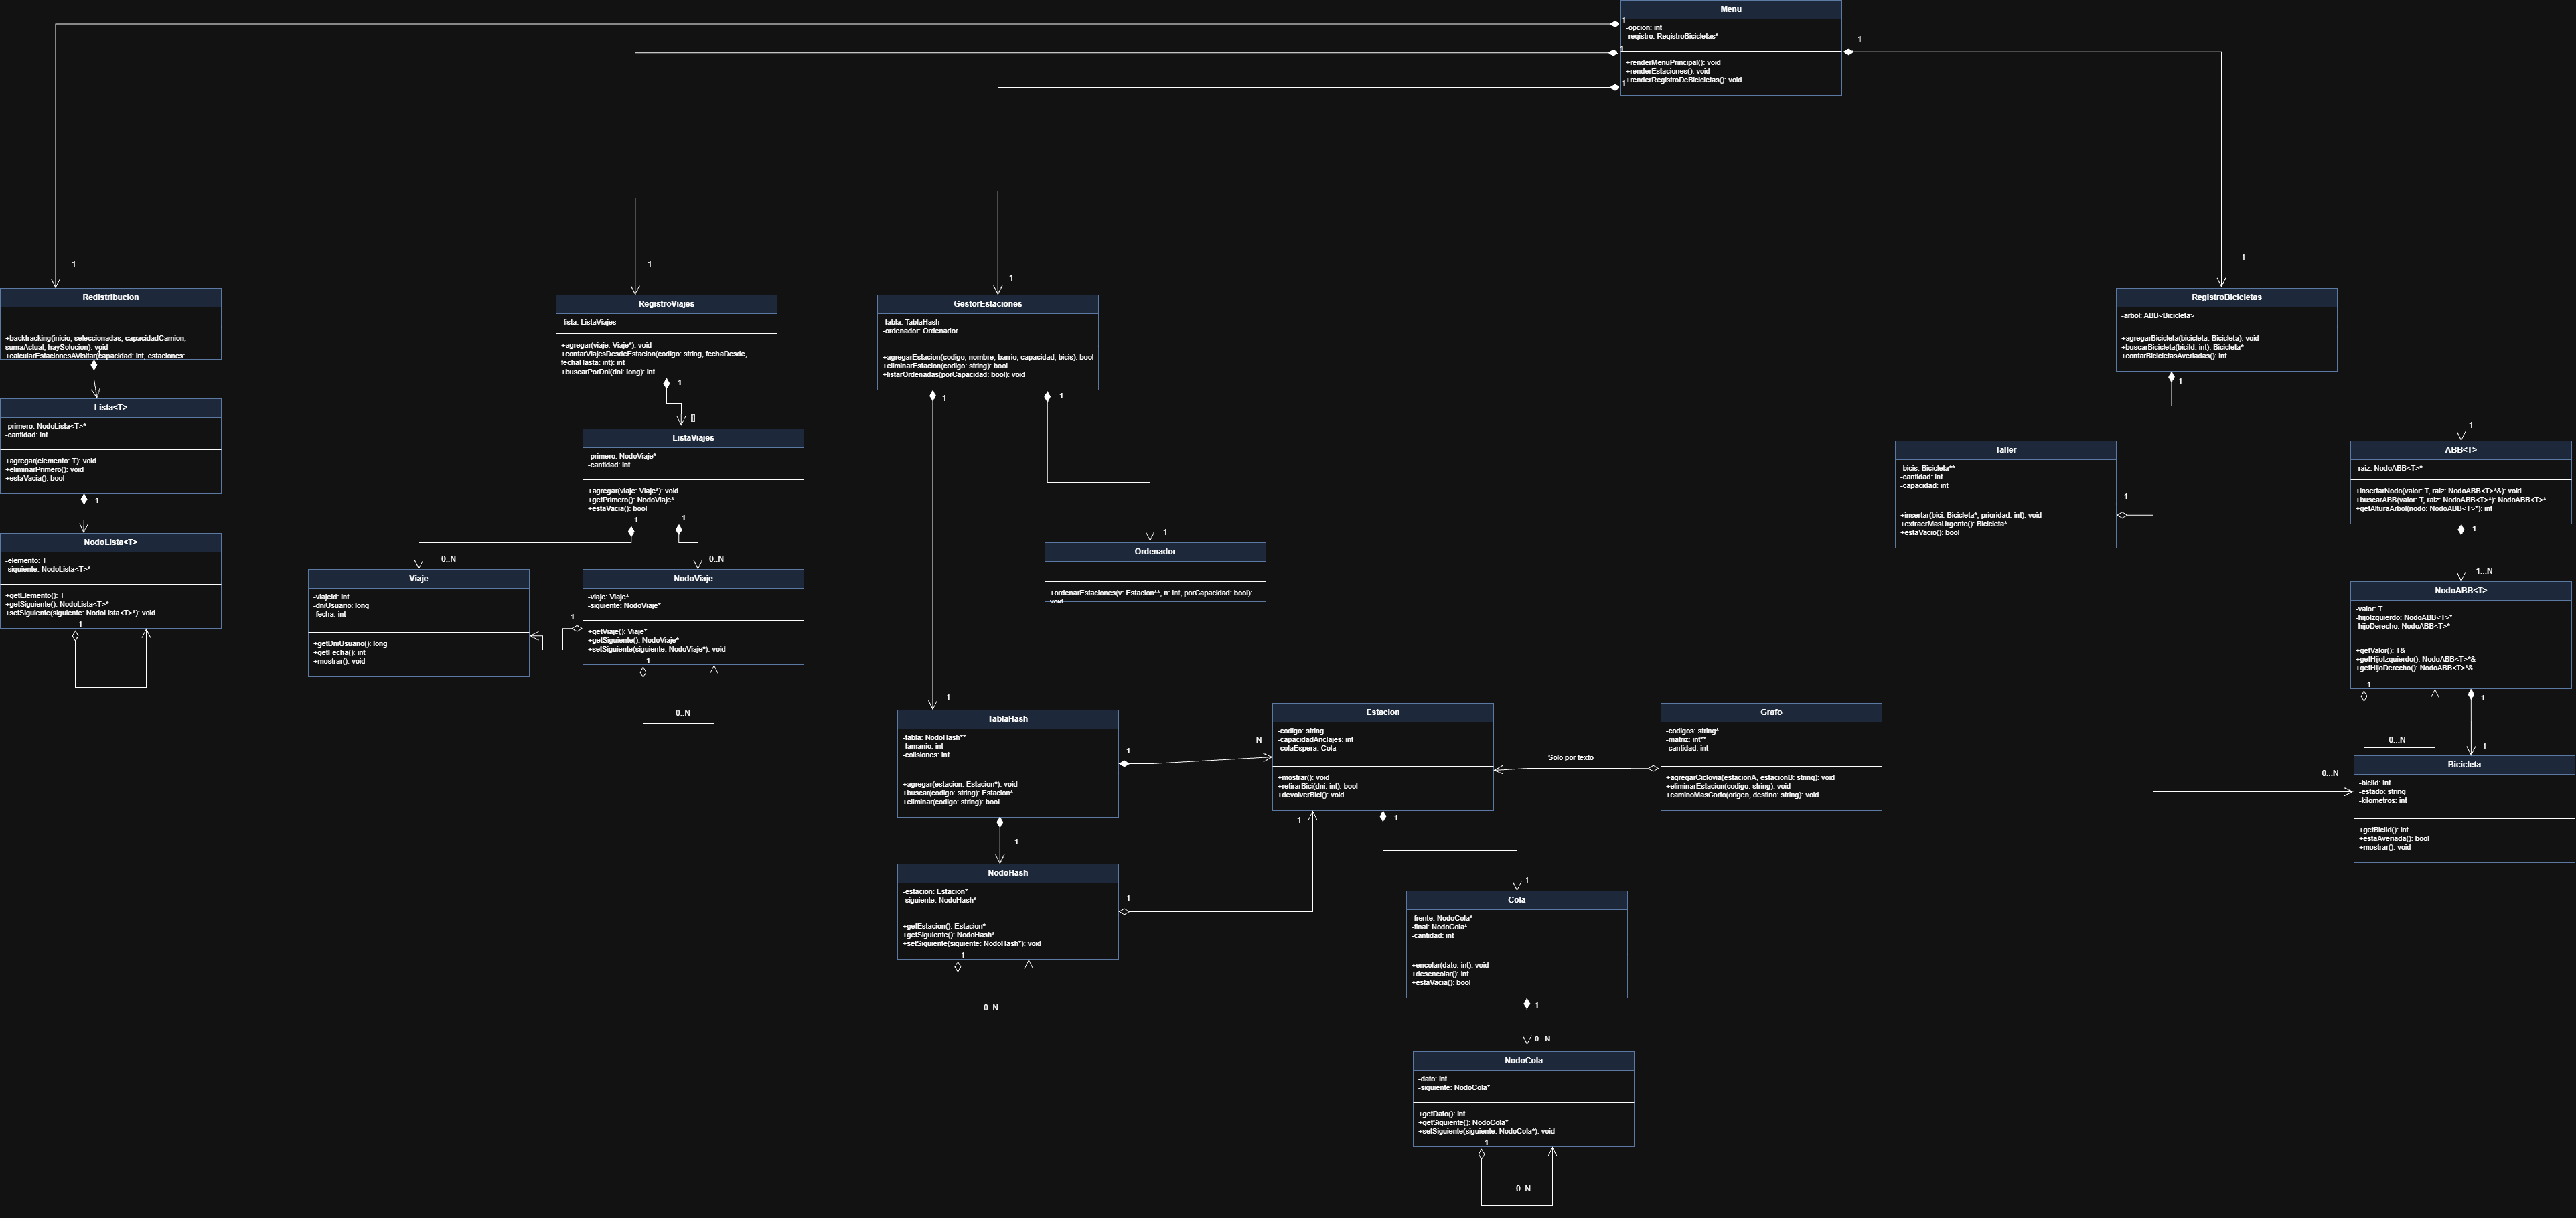 Menu
-opcion: int
-registro: RegistroBicicletas*
+renderMenuPrincipal(): void
+renderEstaciones(): void
+renderRegistroDeBicicletas(): void
1
1
1
1
1
1
1
1
Redistribucion
+backtracking(inicio, seleccionadas, capacidadCamion,
sumaActual, haySolucion): void
+calcularEstacionesAVisitar(capacidad: int, estaciones:
1
Lista<T>
-primero: NodoLista<T>*
-cantidad: int
+agregar(elemento: T): void
+eliminarPrimero(): void
+estaVacia(): bool
1
NodoLista<T>
-elemento: T
-siguiente: NodoLista<T>*
+getElemento(): T
+getSiguiente(): NodoLista<T>*
+setSiguiente(siguiente: NodoLista<T>*): void
1
RegistroViajes
-lista: ListaViajes
+agregar(viaje: Viaje*): void
+contarViajesDesdeEstacion(codigo: string, fechaDesde,
fechaHasta: int): int
+buscarPorDni(dni: long): int
1
1
ListaViajes
-primero: NodoViaje*
-cantidad: int
+agregar(viaje: Viaje*): void
+getPrimero(): NodoViaje*
+estaVacia(): bool
1
1
0..N
0..N
Viaje
-viajeId: int
-dniUsuario: long
-fecha: int
+getDniUsuario(): long
+getFecha(): int
+mostrar(): void
NodoViaje
-viaje: Viaje*
-siguiente: NodoViaje*
+getViaje(): Viaje*
+getSiguiente(): NodoViaje*
+setSiguiente(siguiente: NodoViaje*): void
1
1
0..N
GestorEstaciones
-tabla: TablaHash
-ordenador: Ordenador
+agregarEstacion(codigo, nombre, barrio, capacidad, bicis): bool
+eliminarEstacion(codigo: string): bool
+listarOrdenadas(porCapacidad: bool): void
1
1
1
Ordenador
+ordenarEstaciones(v: Estacion**, n: int, porCapacidad: bool):
void
1
TablaHash
-tabla: NodoHash**
-tamanio: int
-colisiones: int
+agregar(estacion: Estacion*): void
+buscar(codigo: string): Estacion*
+eliminar(codigo: string): bool
1
N
1
NodoHash
-estacion: Estacion*
-siguiente: NodoHash*
+getEstacion(): Estacion*
+getSiguiente(): NodoHash*
+setSiguiente(siguiente: NodoHash*): void
1
1
0..N
Estacion
-codigo: string
-capacidadAnclajes: int
-colaEspera: Cola
+mostrar(): void
+retirarBici(dni: int): bool
+devolverBici(): void
1
1
Solo por texto
Grafo
-codigos: string*
-matriz: int**
-cantidad: int
+agregarCiclovia(estacionA, estacionB: string): void
+eliminarEstacion(codigo: string): void
+caminoMasCorto(origen, destino: string): void
1
Cola
-frente: NodoCola*
-final: NodoCola*
-cantidad: int
+encolar(dato: int): void
+desencolar(): int
+estaVacia(): bool
1
0...N
NodoCola
-dato: int
-siguiente: NodoCola*
+getDato(): int
+getSiguiente(): NodoCola*
+setSiguiente(siguiente: NodoCola*): void
1
0..N
RegistroBicicletas
-arbol: ABB<Bicicleta>
+agregarBicicleta(bicicleta: Bicicleta): void
+buscarBicicleta(biciId: int): Bicicleta*
+contarBicicletasAveriadas(): int
1
1
Taller
-bicis: Bicicleta**
-cantidad: int
-capacidad: int
+insertar(bici: Bicicleta*, prioridad: int): void
+extraerMasUrgente(): Bicicleta*
+estaVacio(): bool
1
0...N
ABB<T>
-raiz: NodoABB<T>*
+insertarNodo(valor: T, raiz: NodoABB<T>*&): void
+buscarABB(valor: T, raiz: NodoABB<T>*): NodoABB<T>*
+getAlturaArbol(nodo: NodoABB<T>*): int
1
1...N
NodoABB<T>
-valor: T
-hijoIzquierdo: NodoABB<T>*
-hijoDerecho: NodoABB<T>*
+getValor(): T&
+getHijoIzquierdo(): NodoABB<T>*&
+getHijoDerecho(): NodoABB<T>*&
1
1
0...N
1
Bicicleta
-biciId: int
-estado: string
-kilometros: int
+getBiciId(): int
+estaAveriada(): bool
+mostrar(): void